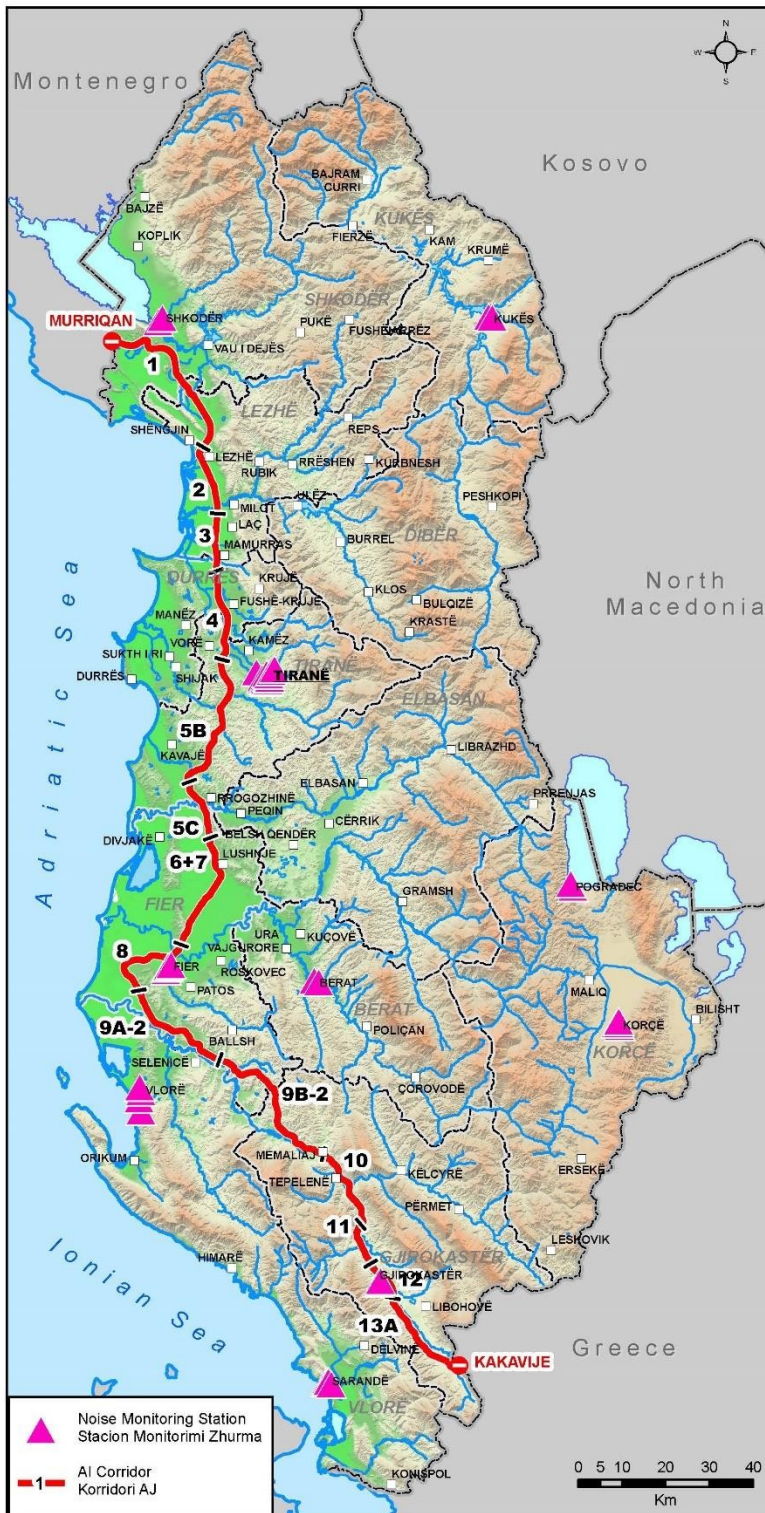 N
W E
S
Montenegro
Kosovo
BAJRAM
CURRI
BAJZË
KUKËS
KOPLIK
FIERZË
KAM
KRUMË
SHKODËR
SHKODËR
KUKËS
MURRIQAN
PUKË
VAU I DEJËS
1
LEZHË
REPS
SHËNGJIN
LEZHË
RUBIK
RRËSHEN
KURBNESH
2
MILOT
ULËZ
PESHKOPI
3
LAÇ
BURREL
DIBËR
MAMURRAS
DURRËS
KRUJË
KLOS
North
Macedonia
FUSHË-KRUJË
BULQIZË
MANËZ
4
KRASTË
VORË
KAMËZ
SUKTH I RI
SHIJAK
TIRANË
TIRANË
DURRËS
ELBASAN
5B
KAVAJË
LIBRAZHD
Adriatic Sea
ELBASAN
RROGOZHINË
PRRENJAS
PEQIN
5C
CËRRIK
DIVJAKË
BELSH QENDËR
6+7
LUSHNJE
POGRADEC
GRAMSH
FIER
URA
VAJGURORE
KUÇOVË
8
FIER
ROSKOVEC
PATOS
BERAT
MALIQ
9A-2
BERAT
KORÇË
BILISHT
POLIÇAN
BALLSH
KORÇË
SELENICË
9B-2
ÇOROVODË
VLORË
MEMALIAJ
10
ORIKUM
TEPELENË
KËLCYRË
ERSEKË
PËRMET
11
LESKOVIK
Ionian Sea
HIMARË
GJIROKASTËR
GJIROKASTËR
12
LIBOHOVË
13A
DELVINË
KAKAVIJE
Greece
SARANDË
VLORË
KONISPOL
Noise Monitoring Station
Stacion Monitorimi Zhurma
1
AI Corridor
Korridori AJ
0 5 10 20 30 40
Km